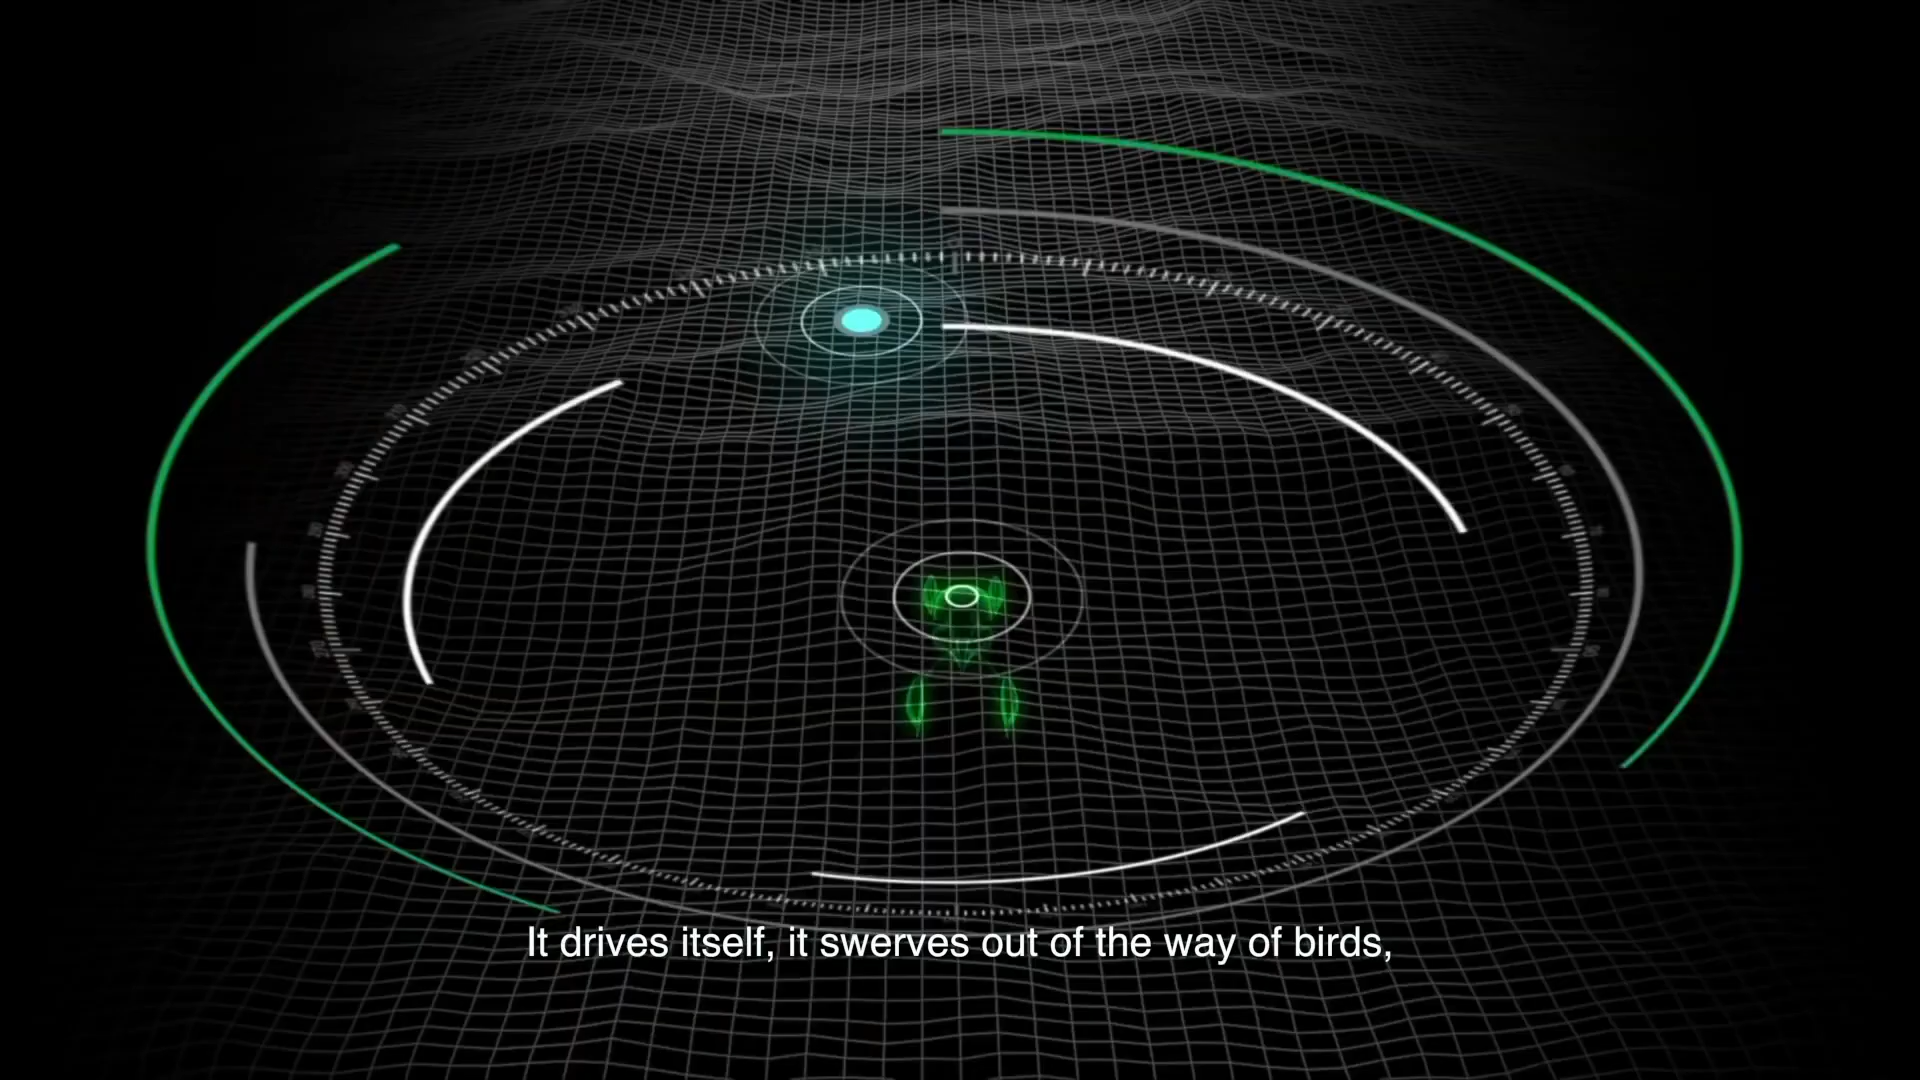 It drives itself, it swerves out of the way of birds,